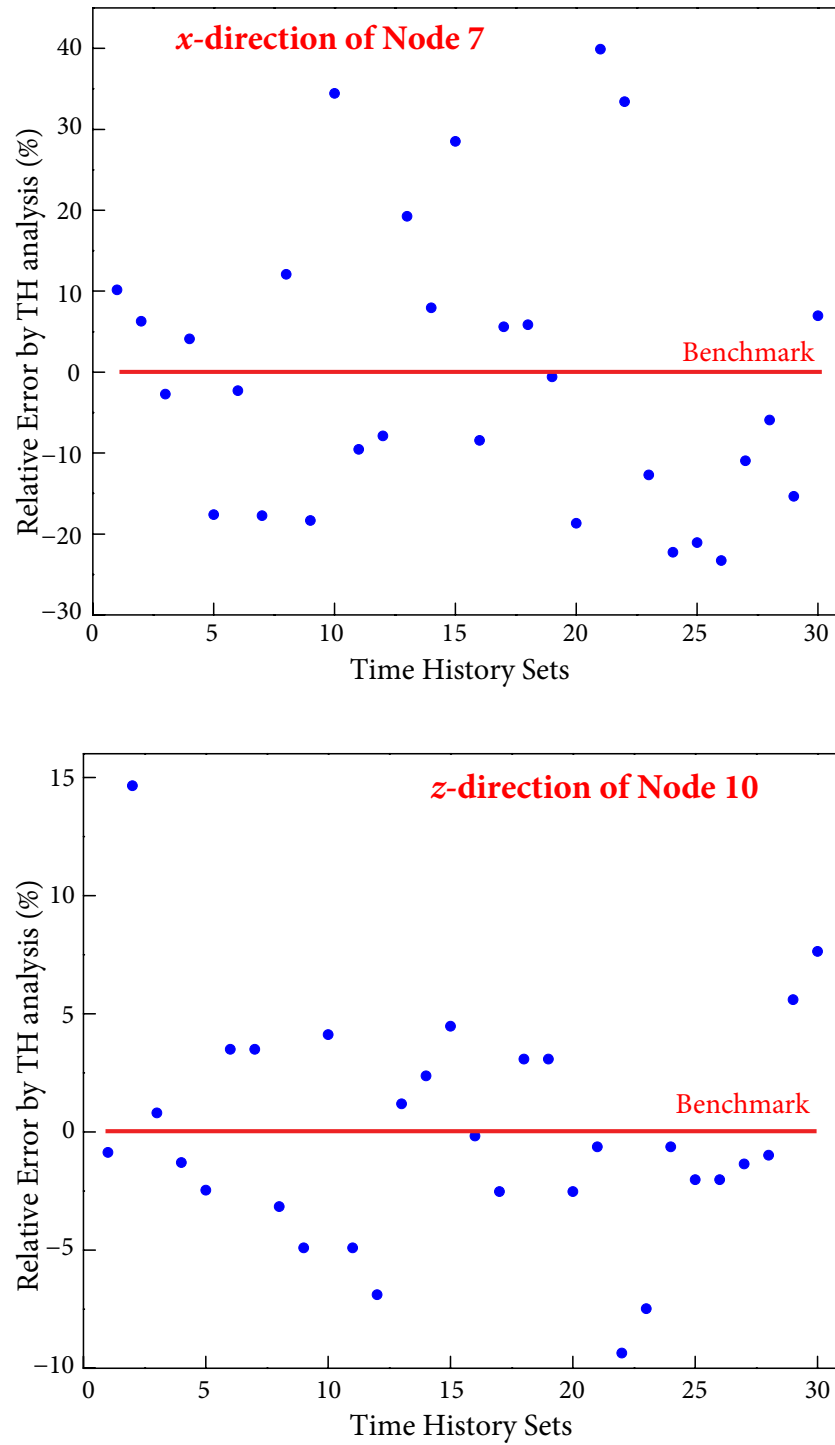 x-direction of Node 7
Relative Error by TH analysis (%)
40
30
20
10
0
−10
−20
−30
Benchmark
0 5 10 15 20 25 30
Time History Sets
z-direction of Node 10
Relative Error by TH analysis (%)
15
10
5
0
−5
−10
Benchmark
0 5 10 15 20 25 30
Time History Sets